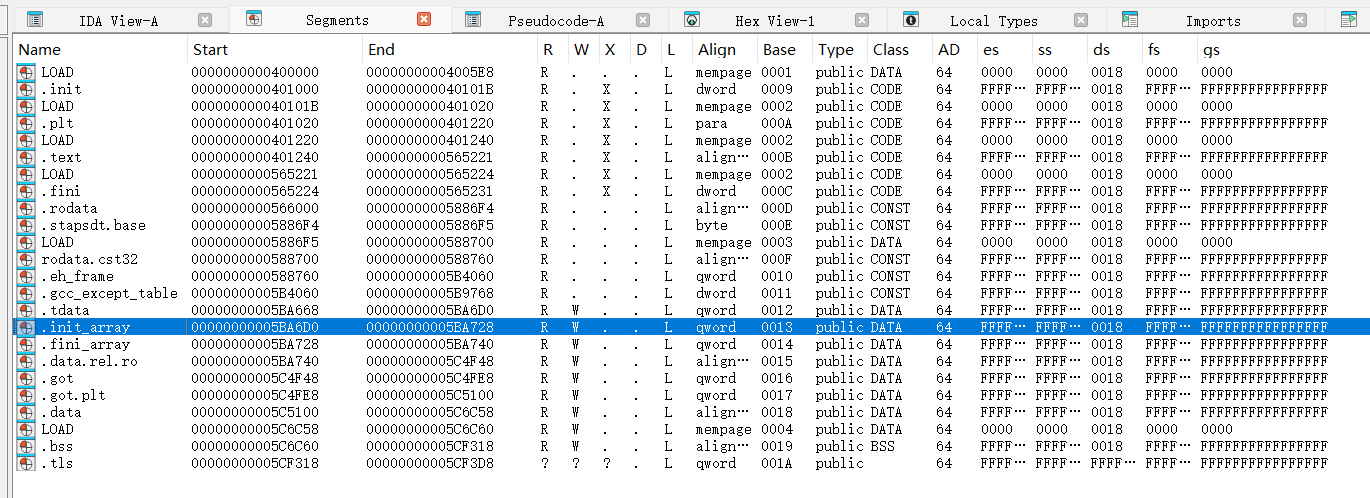 IDA View-A Segments Pseudocode-A Hex View-1 Local Types Imports
Name Start End R W X D L Align Base Type Class AD es ss ds fs gs
LOAD 0000000000400000 00000000004005E8 R . . . L mempage 0001 public DATA 64 0000 0000 0018 0000 0000
.init 0000000000401000 000000000040101B R . X . L dword 0009 public CODE 64 FFFF… FFFF… 0018 FFFF… FFFFFFFFFFFFFFFF
LOAD 000000000040101B 0000000000401020 R . X . L mempage 0002 public CODE 64 0000 0000 0018 0000 0000
.plt 0000000000401020 0000000000401220 R . X . L para 000A public CODE 64 FFFF… FFFF… 0018 FFFF… FFFFFFFFFFFFFFFF
LOAD 0000000000401220 0000000000401240 R . X . L mempage 0002 public CODE 64 0000 0000 0018 0000 0000
.text 0000000000401240 0000000000565221 R . X . L align… 000B public CODE 64 FFFF… FFFF… 0018 FFFF… FFFFFFFFFFFFFFFF
LOAD 0000000000565221 0000000000565224 R . X . L mempage 0002 public CODE 64 0000 0000 0018 0000 0000
.fini 0000000000565224 0000000000565231 R . X . L dword 000C public CODE 64 FFFF… FFFF… 0018 FFFF… FFFFFFFFFFFFFFFF
.rodata 0000000000566000 00000000005886F4 R . . . L align… 000D public CONST 64 FFFF… FFFF… 0018 FFFF… FFFFFFFFFFFFFFFF
.stapsdt.base 00000000005886F4 00000000005886F5 R . . . L byte 000E public CONST 64 FFFF… FFFF… 0018 FFFF… FFFFFFFFFFFFFFFF
LOAD 00000000005886F5 0000000000588700 R . . . L mempage 0003 public DATA 64 0000 0000 0018 0000 0000
rodata.cst32 0000000000588700 0000000000588760 R . . . L align… 000F public CONST 64 FFFF… FFFF… 0018 FFFF… FFFFFFFFFFFFFFFF
.eh_frame 0000000000588760 00000000005B4060 R . . . L qword 0010 public CONST 64 FFFF… FFFF… 0018 FFFF… FFFFFFFFFFFFFFFF
.gcc_except_table 00000000005B4060 00000000005B9768 R . . . L dword 0011 public CONST 64 FFFF… FFFF… 0018 FFFF… FFFFFFFFFFFFFFFF
.tdata 00000000005BA668 00000000005BA6D0 R W . . L qword 0012 public DATA 64 FFFF… FFFF… 0018 FFFF… FFFFFFFFFFFFFFFF
.init_array 00000000005BA6D0 00000000005BA728 R W . . L qword 0013 public DATA 64 FFFF… FFFF… 0018 FFFF… FFFFFFFFFFFFFFFF
.fini_array 00000000005BA728 00000000005BA740 R W . . L qword 0014 public DATA 64 FFFF… FFFF… 0018 FFFF… FFFFFFFFFFFFFFFF
.data.rel.ro 00000000005BA740 00000000005C4F48 R W . . L align… 0015 public DATA 64 FFFF… FFFF… 0018 FFFF… FFFFFFFFFFFFFFFF
.got 00000000005C4F48 00000000005C4FE8 R W . . L qword 0016 public DATA 64 FFFF… FFFF… 0018 FFFF… FFFFFFFFFFFFFFFF
.got.plt 00000000005C4FE8 00000000005C5100 R W . . L qword 0017 public DATA 64 FFFF… FFFF… 0018 FFFF… FFFFFFFFFFFFFFFF
.data 00000000005C5100 00000000005C6C58 R W . . L align… 0018 public DATA 64 FFFF… FFFF… 0018 FFFF… FFFFFFFFFFFFFFFF
LOAD 00000000005C6C58 00000000005C6C60 R W . . L mempage 0004 public DATA 64 0000 0000 0018 0000 0000
.bss 00000000005C6C60 00000000005CF318 R W . . L align… 0019 public BSS 64 FFFF… FFFF… 0018 FFFF… FFFFFFFFFFFFFFFF
.tls 00000000005CF318 00000000005CF3D8 ? ? ? . L qword 001A public 64 FFFF… FFFF… FFFF… FFFF… FFFFFFFFFFFFFFFF